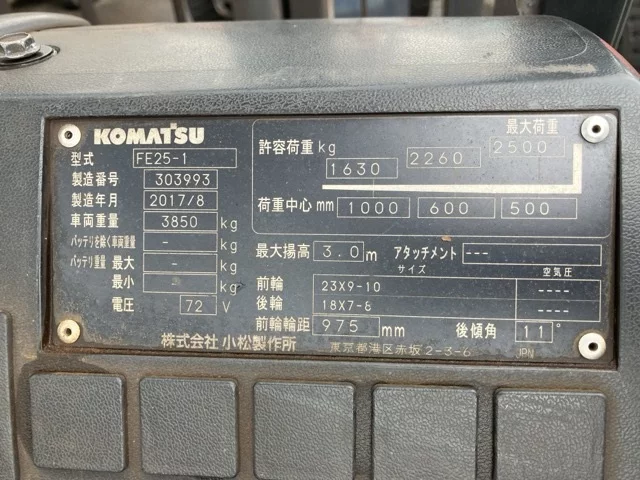 KOMATSU
型式 FE25-1
製造番号 303993
製造年月 2017/8
車両重量 3850 kg
バッテリを除く車両重量 - kg
バッテリ重量 最大 - kg
最小 - kg
電圧 72 V
最大荷重
許容荷重 kg 1630 2260 2500
荷重中心 mm 1000 600 500
最大揚高 3.0 m アタッチメント ---
サイズ 空気圧
前輪 23X9-10 ----
後輪 18X7-8 ----
前輪輪距 975 mm 後傾角 11°
株式会社 小松製作所 東京都港区赤坂2-3-6 JPN